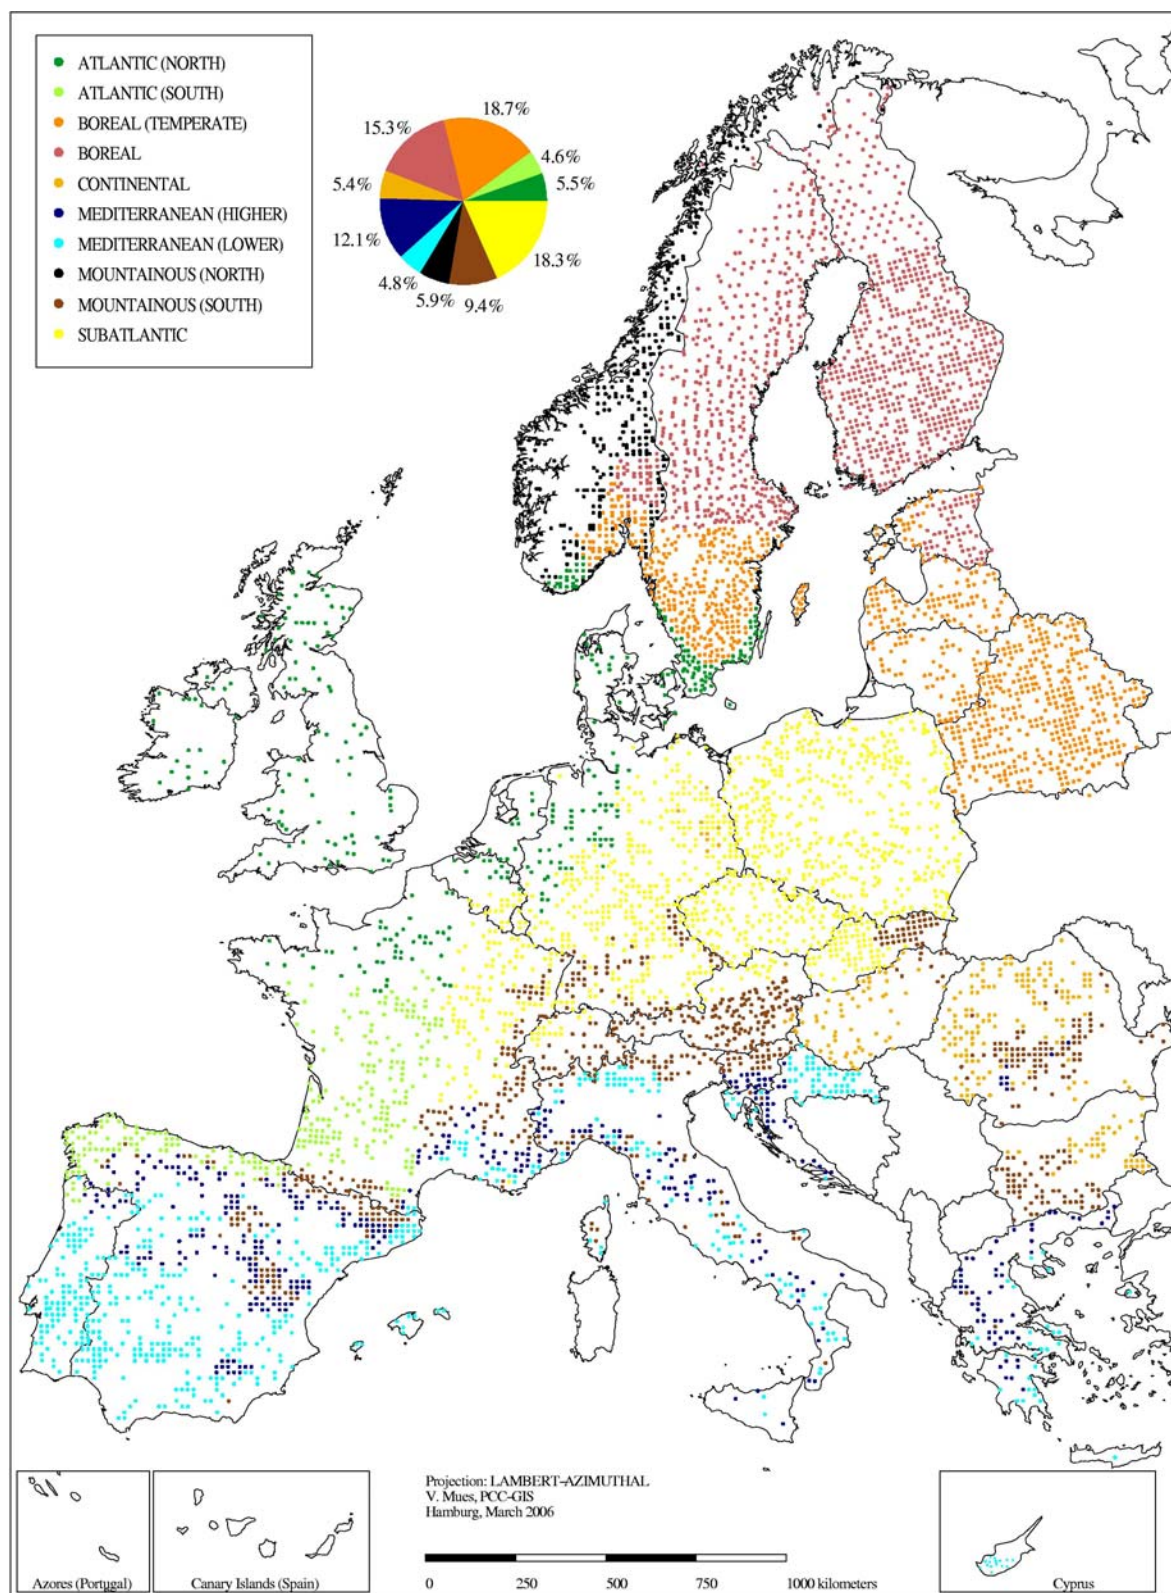 ATLANTIC (NORTH)
ATLANTIC (SOUTH)
BOREAL (TEMPERATE)
BOREAL
CONTINENTAL
MEDITERRANEAN (HIGHER)
MEDITERRANEAN (LOWER)
MOUNTAINOUS (NORTH)
MOUNTAINOUS (SOUTH)
SUBATLANTIC
18.7%
15.3%
4.6%
5.4%
5.5%
12.1%
18.3%
4.8%
5.9%
9.4%
Projection: LAMBERT-AZIMUTHAL
V. Mues, PCC-GIS
Hamburg, March 2006
0 250 500 750 1000 kilometers
Azores (Portugal)
Canary Islands (Spain)
Cyprus